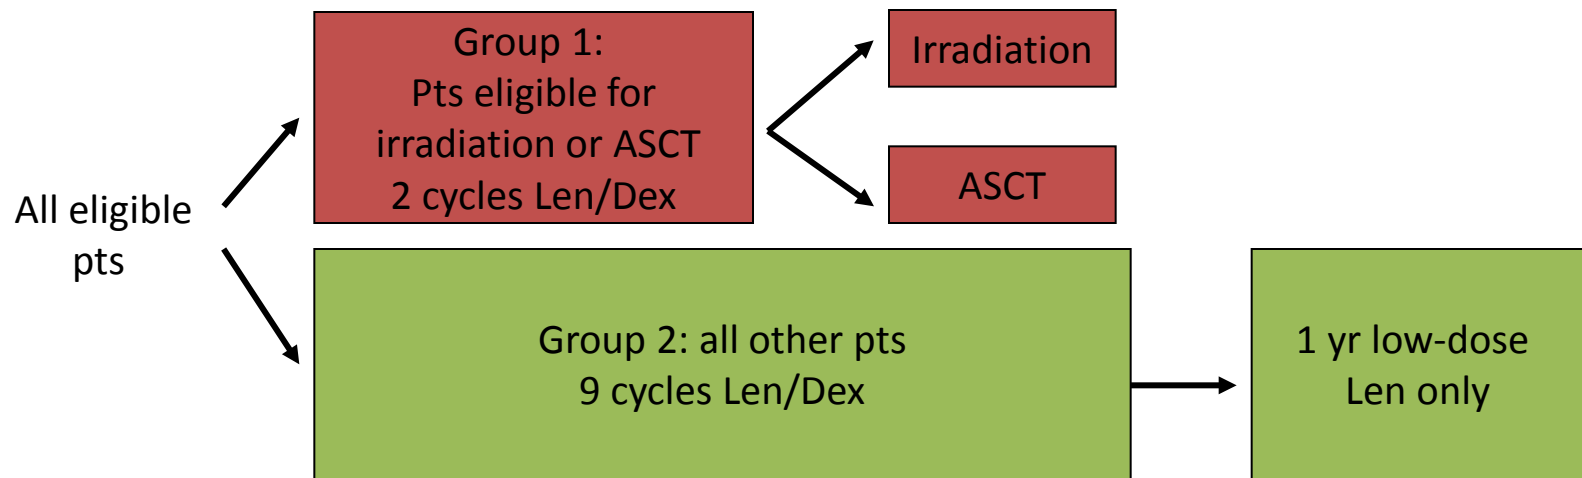 All eligible
pts
Group 1:
Pts eligible for
irradiation or ASCT
2 cycles Len/Dex
Irradiation
ASCT
Group 2: all other pts
9 cycles Len/Dex
1 yr low-dose
Len only